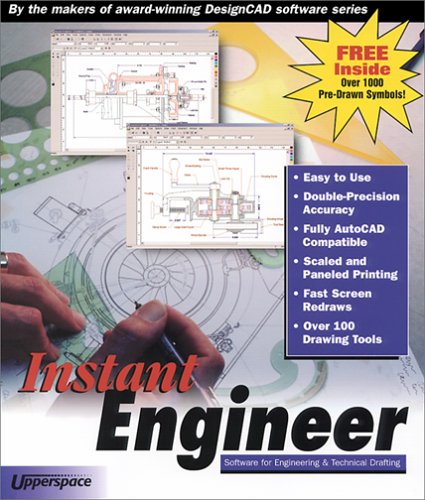 By the makers of award-winning DesignCAD software series
FREE
Inside
Over 1000
Pre-Drawn Symbols!
• Easy to Use
• Double-Precision
Accuracy
• Fully AutoCAD
Compatible
• Scaled and
Paneled Printing
• Fast Screen
Redraws
• Over 100
Drawing Tools
Instant
Engineer
Software for Engineering & Technical Drafting
Upperspace